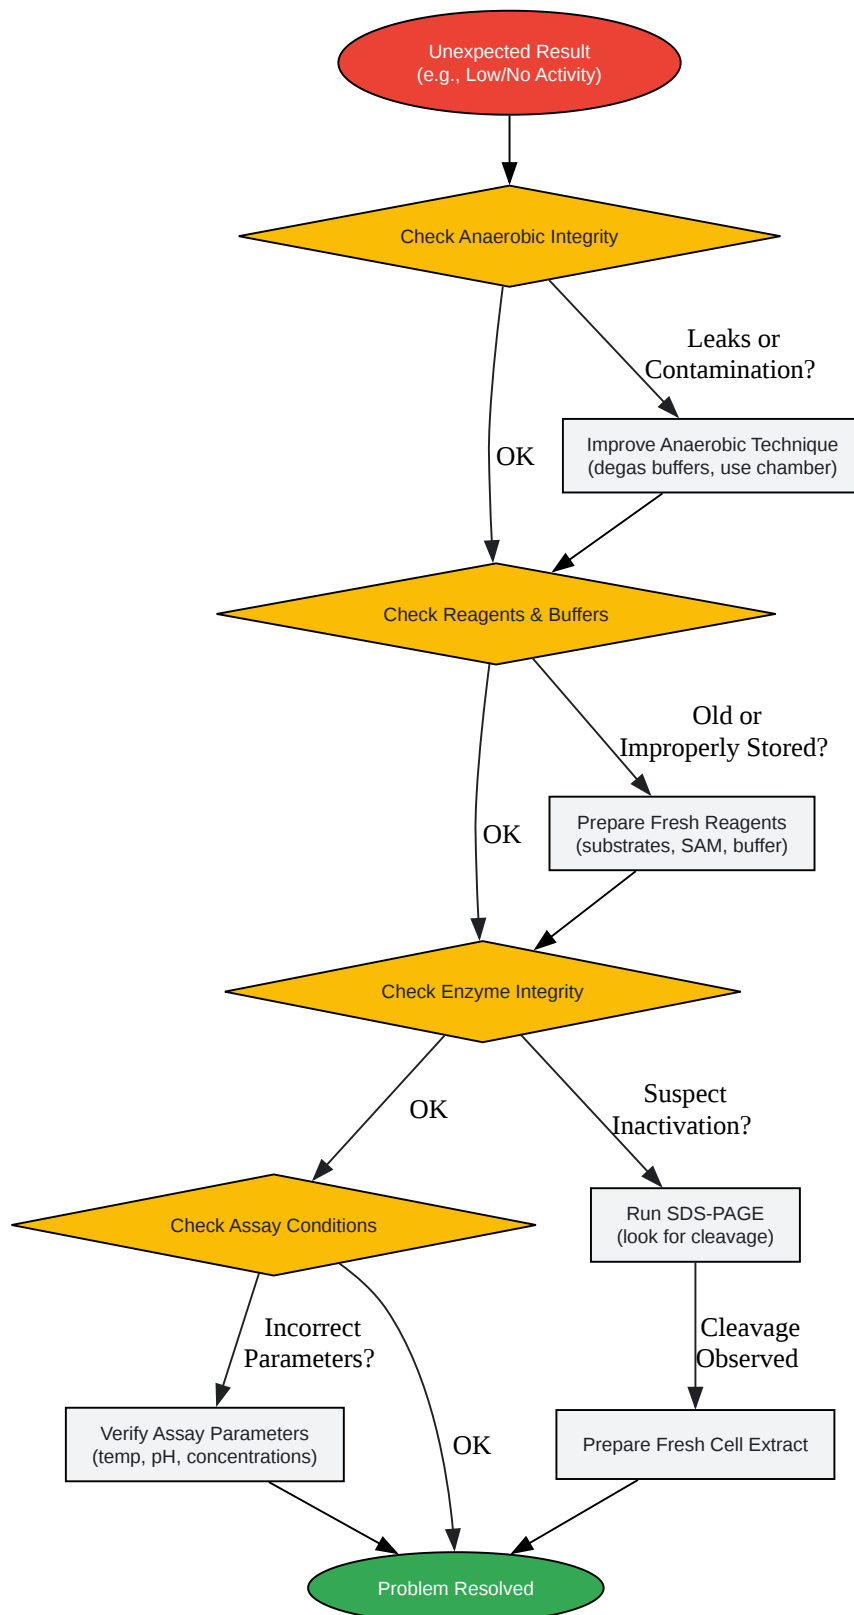 Unexpected Result
(e.g., Low/No Activity)
Check Anaerobic Integrity
Leaks or
Contamination?
OK
Improve Anaerobic Technique
(degas buffers, use chamber)
Check Reagents & Buffers
Old or
Improperly Stored?
OK
Prepare Fresh Reagents
(substrates, SAM, buffer)
Check Enzyme Integrity
OK
Suspect
Inactivation?
Check Assay Conditions
Run SDS-PAGE
(look for cleavage)
Incorrect
Parameters?
Cleavage
Observed
Verify Assay Parameters
(temp, pH, concentrations)
OK
Prepare Fresh Cell Extract
Problem Resolved